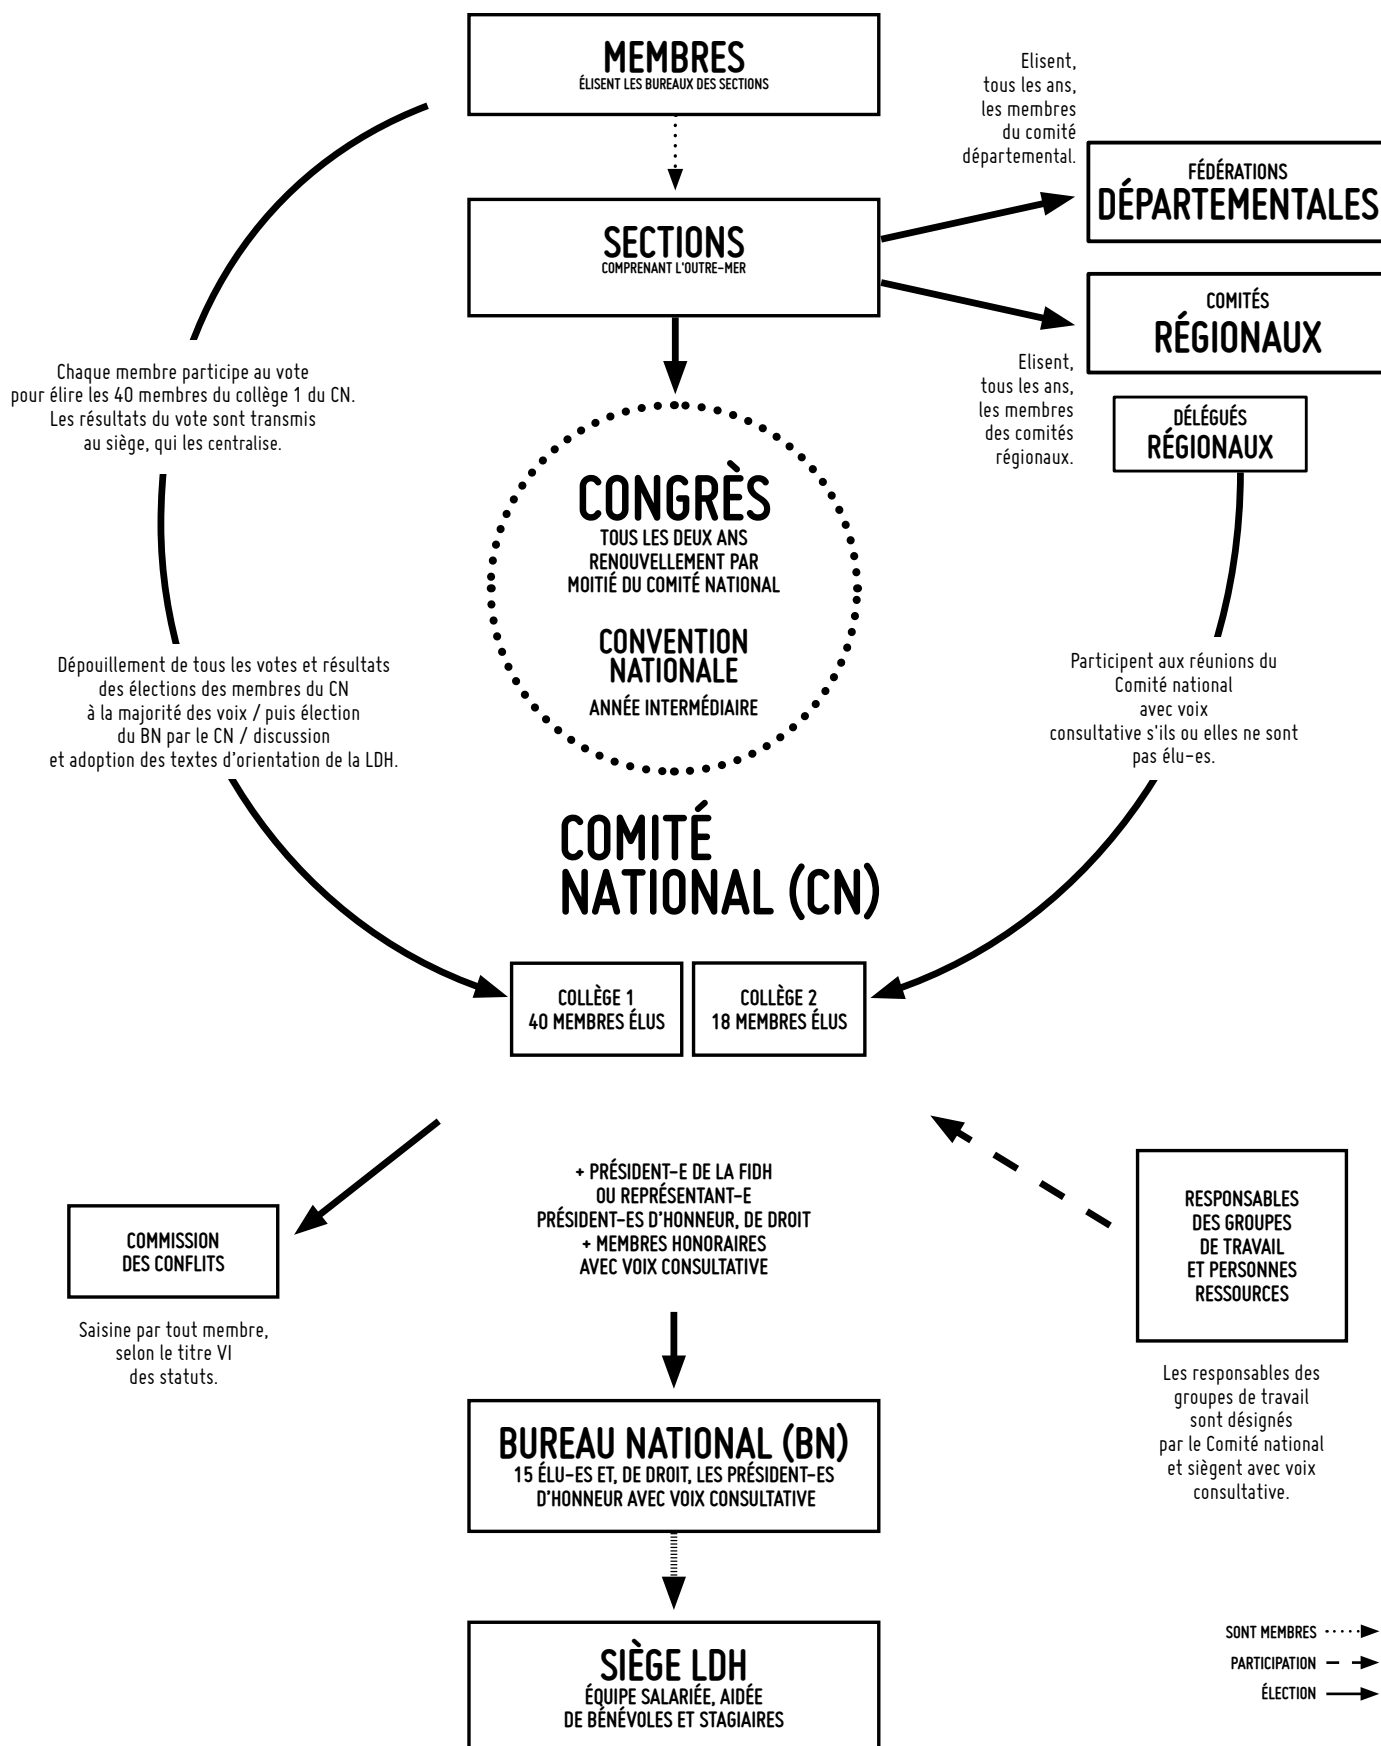 MEMBRES
ÉLISENT LES BUREAUX DES SECTIONS
Elisent,
tous les ans,
les membres
du comité
départemental.
FÉDÉRATIONS
DÉPARTEMENTALES
SECTIONS
COMPRENANT L'OUTRE-MER
COMITÉS
RÉGIONAUX
Elisent,
tous les ans,
les membres
des comités
régionaux.
DÉLÉGUÉS
RÉGIONAUX
Chaque membre participe au vote
pour élire les 40 membres du collège 1 du CN.
Les résultats du vote sont transmis
au siège, qui les centralise.
CONGRÈS
TOUS LES DEUX ANS
RENOUVELLEMENT PAR
MOITIÉ DU COMITÉ NATIONAL
CONVENTION
NATIONALE
ANNÉE INTERMÉDIAIRE
Dépouillement de tous les votes et résultats
des élections des membres du CN
à la majorité des voix / puis élection
du BN par le CN / discussion
et adoption des textes d'orientation de la LDH.
Participent aux réunions du
Comité national
avec voix
consultative s'ils ou elles ne sont
pas élu-es.
COMITÉ
NATIONAL (CN)
COLLÈGE 1
40 MEMBRES ÉLUS
COLLÈGE 2
18 MEMBRES ÉLUS
+ PRÉSIDENT-E DE LA FIDH
OU REPRÉSENTANT-E
PRÉSIDENT-ES D'HONNEUR, DE DROIT
+ MEMBRES HONORAIRES
AVEC VOIX CONSULTATIVE
COMMISSION
DES CONFLITS
Saisine par tout membre,
selon le titre VI
des statuts.
RESPONSABLES
DES GROUPES
DE TRAVAIL
ET PERSONNES
RESSOURCES
Les responsables des
groupes de travail
sont désignés
par le Comité national
et siègent avec voix
consultative.
BUREAU NATIONAL (BN)
15 ÉLU-ES ET, DE DROIT, LES PRÉSIDENT-ES
D'HONNEUR AVEC VOIX CONSULTATIVE
SIÈGE LDH
ÉQUIPE SALARIÉE, AIDÉE
DE BÉNÉVOLES ET STAGIAIRES
SONT MEMBRES
PARTICIPATION
ÉLECTION